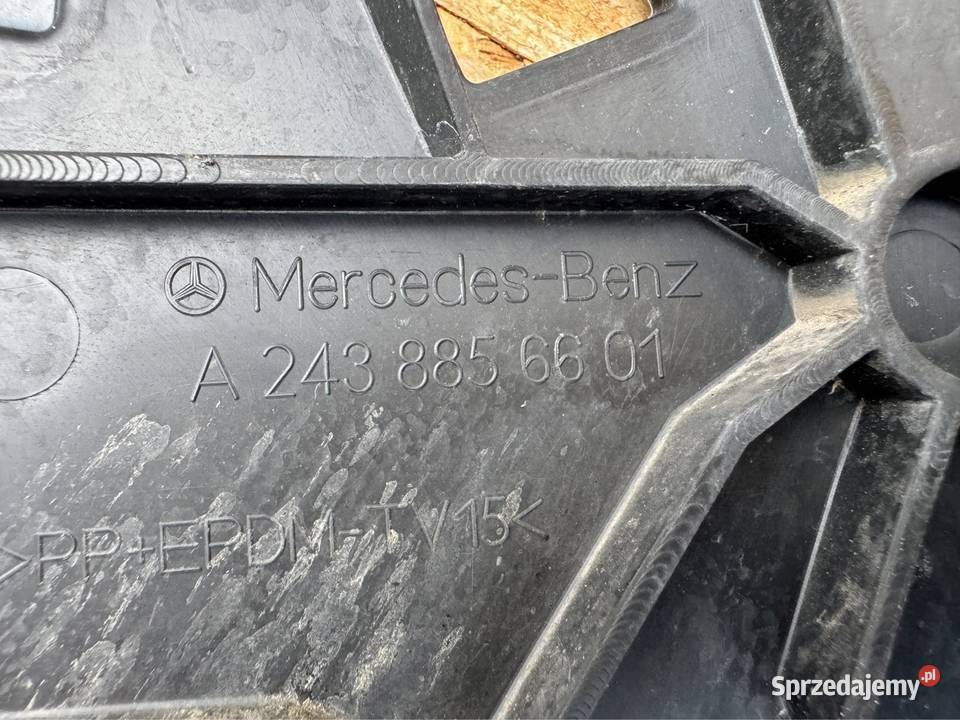 Mercedes-Benz
A 243 885 66 01
>PP+EPDM-TV15<
Sprzedajemy.pl